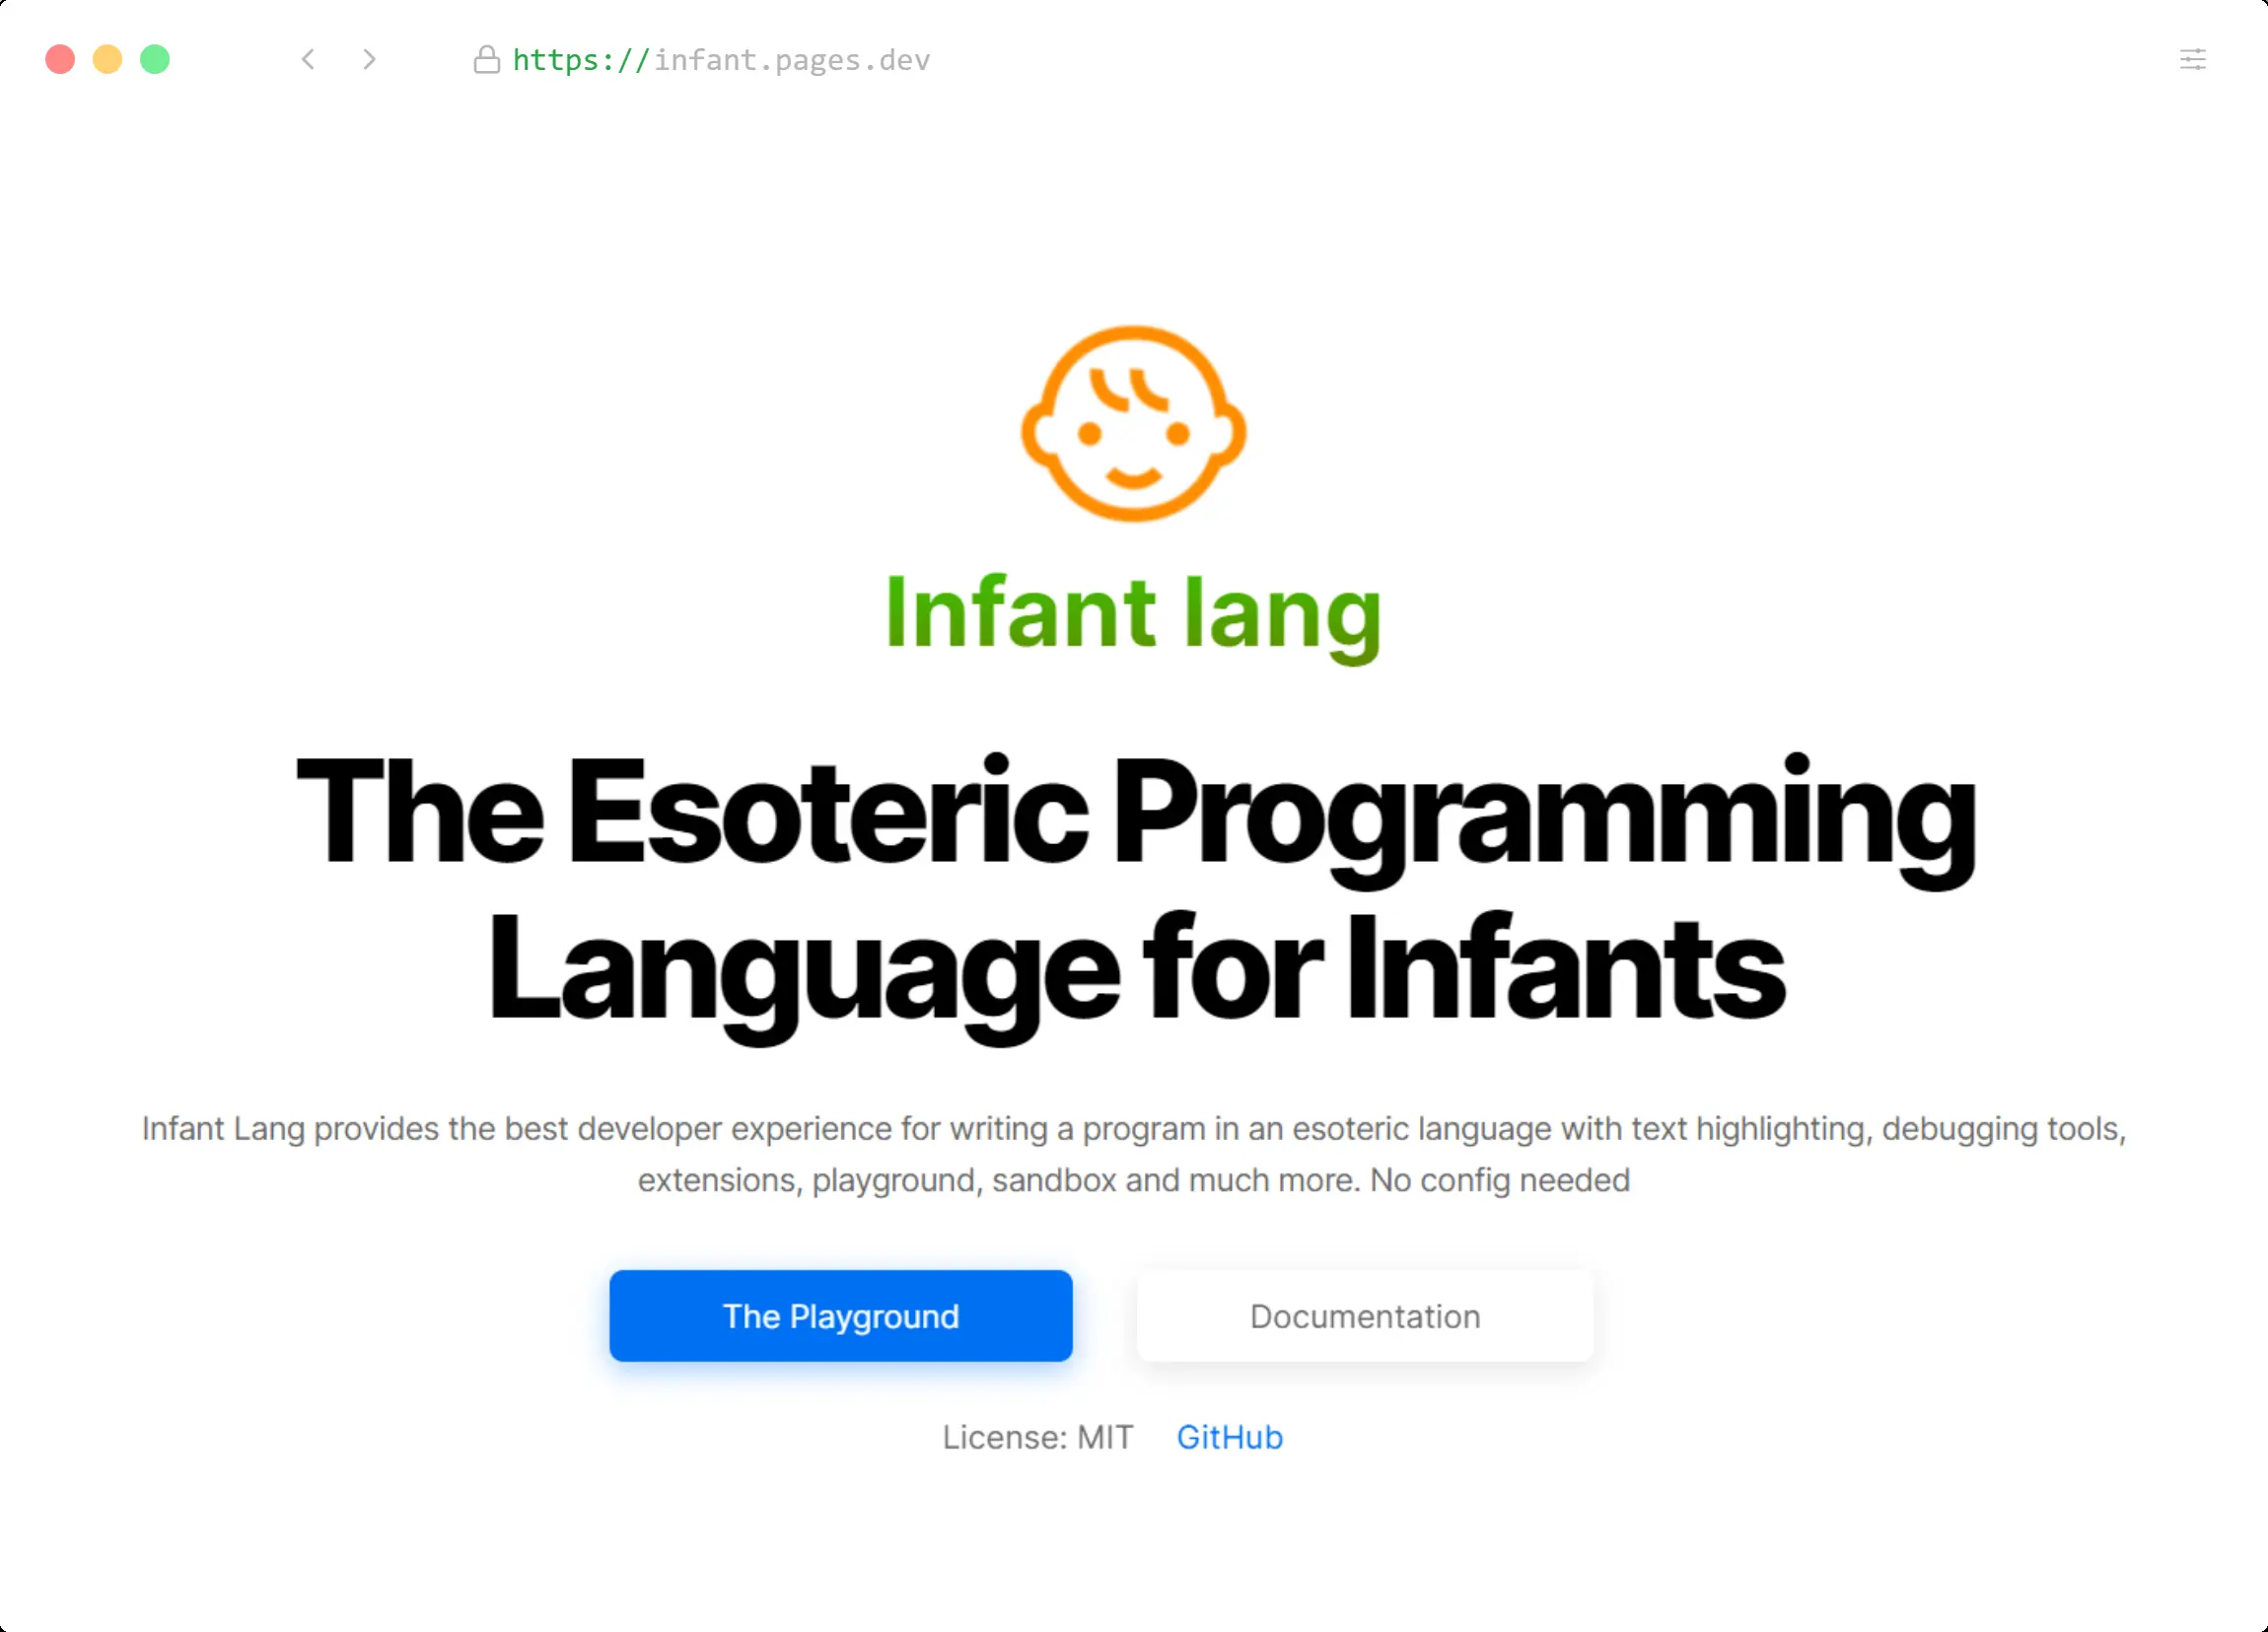 https://infant.pages.dev
Infant lang
The Esoteric Programming
Language for Infants
Infant Lang provides the best developer experience for writing a program in an esoteric language with text highlighting, debugging tools,
extensions, playground, sandbox and much more. No config needed
The Playground
Documentation
License: MIT GitHub